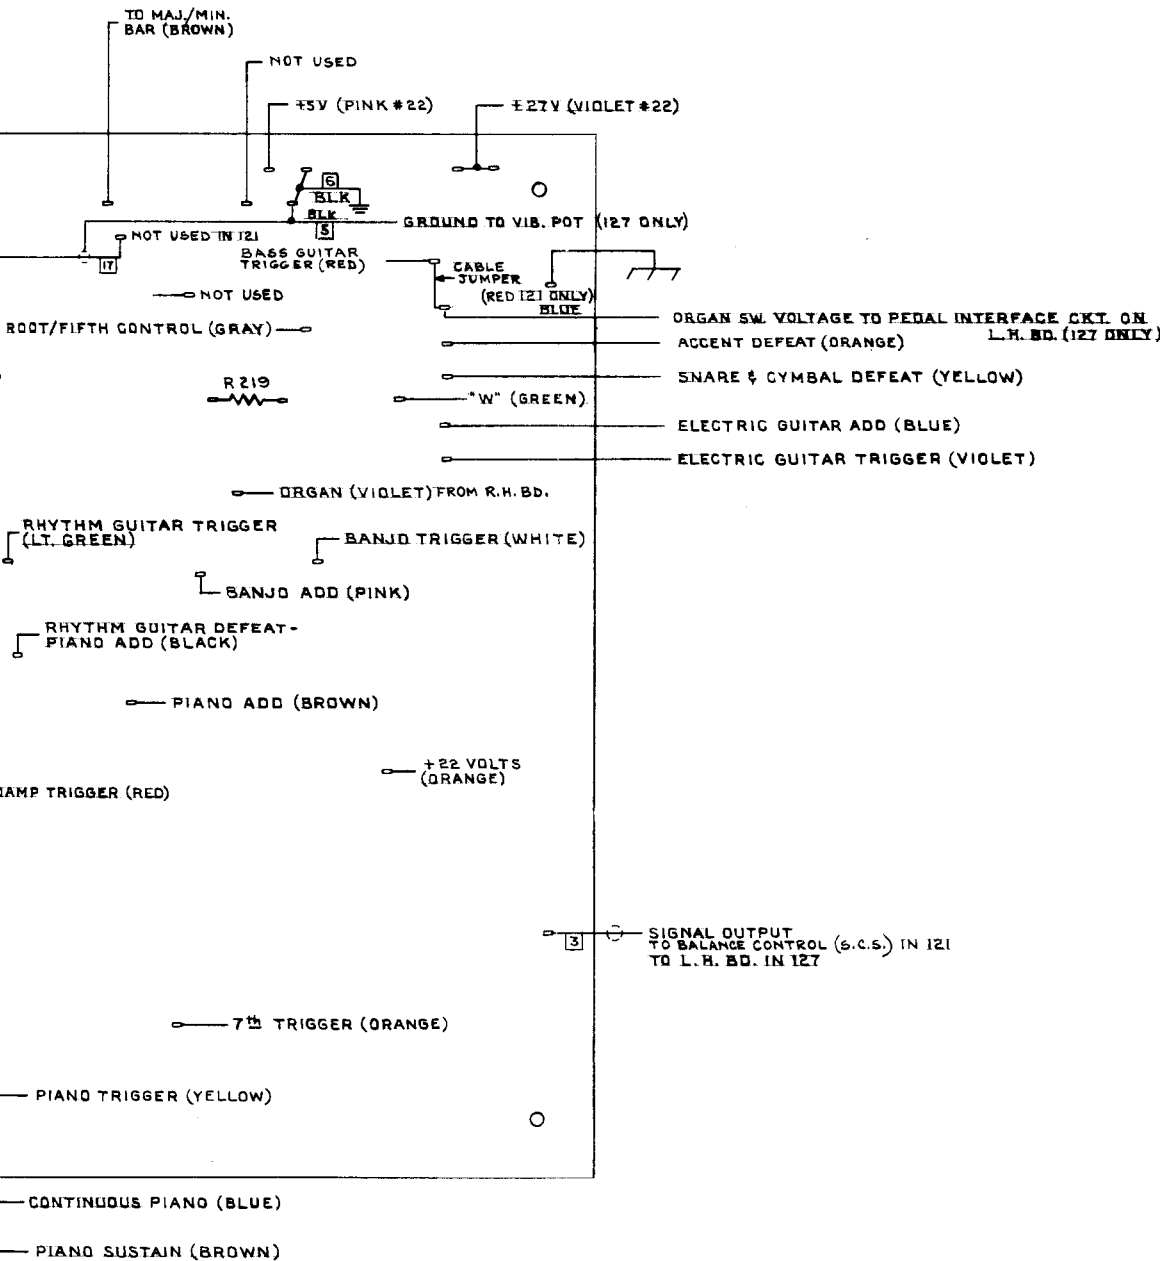 TO MAJ./MIN.
BAR (BROWN)
NOT USED
+5V (PINK #22)
±27V (VIOLET #22)
6
BLK
BLK
5
GROUND TO VIB. POT (127 ONLY)
NOT USED IN 121
17
BASS GUITAR
TRIGGER (RED)
CABLE
JUMPER
(RED 121 ONLY)
BLUE
NOT USED
ORGAN SW. VOLTAGE TO PEDAL INTERFACE CKT. ON
L.H. BD. (127 ONLY)
ROOT/FIFTH CONTROL (GRAY)
ACCENT DEFEAT (ORANGE)
SNARE & CYMBAL DEFEAT (YELLOW)
R219
"W" (GREEN)
ELECTRIC GUITAR ADD (BLUE)
ELECTRIC GUITAR TRIGGER (VIOLET)
ORGAN (VIOLET) FROM R.H. BD.
RHYTHM GUITAR TRIGGER
(LT. GREEN)
BANJO TRIGGER (WHITE)
BANJO ADD (PINK)
RHYTHM GUITAR DEFEAT-
PIANO ADD (BLACK)
PIANO ADD (BROWN)
+22 VOLTS
(ORANGE)
AMP TRIGGER (RED)
3
SIGNAL OUTPUT
TO BALANCE CONTROL (S.C.S.) IN 121
TO L.H. BD. IN 127
7th TRIGGER (ORANGE)
PIANO TRIGGER (YELLOW)
CONTINUOUS PIANO (BLUE)
PIANO SUSTAIN (BROWN)